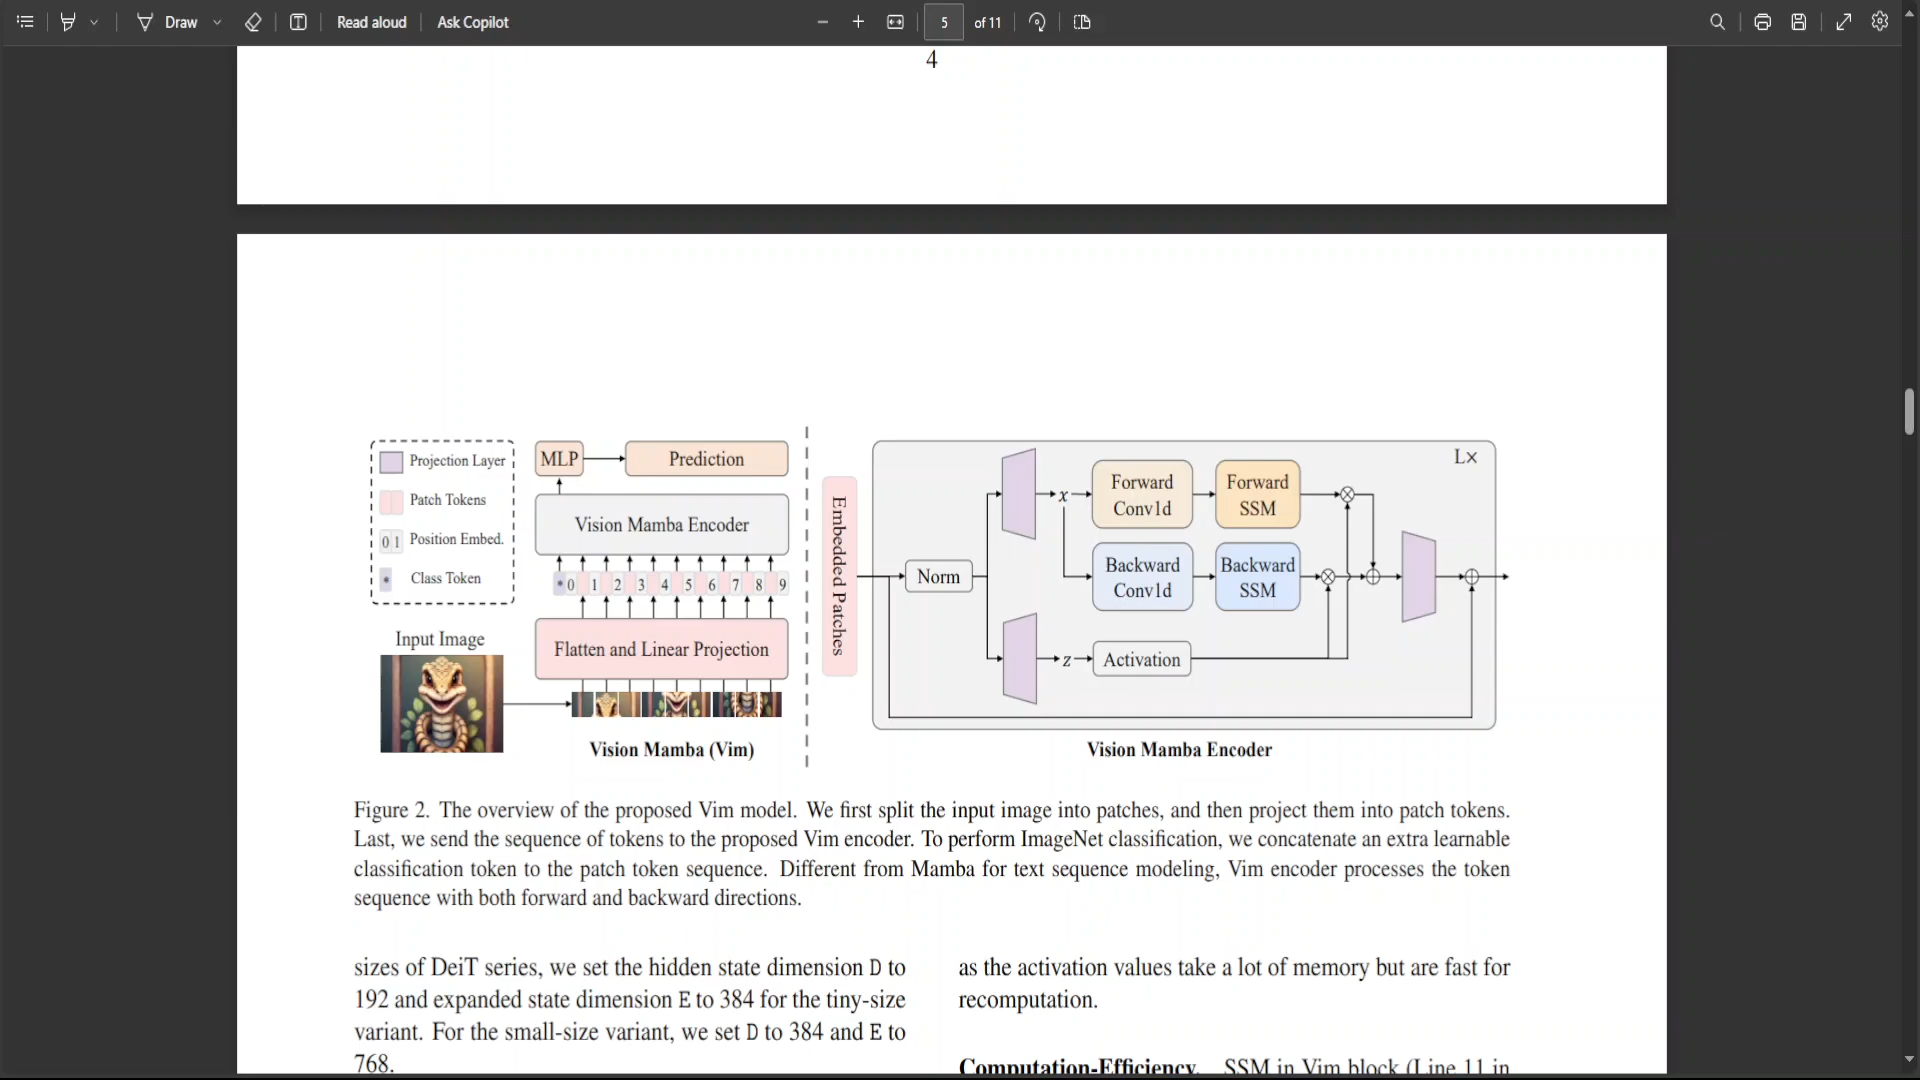 Draw
Read aloud
Ask Copilot
5
of 11
4
Projection Layer
Patch Tokens
0 1 Position Embed.
* Class Token
Input Image
MLP
Prediction
Vision Mamba Encoder
* 0 1 2 3 4 5 6 7 8 9
Flatten and Linear Projection
Vision Mamba (Vim)
Embedded Patches
L×
Norm
x
Forward
Conv1d
Forward
SSM
Backward
Conv1d
Backward
SSM
z
Activation
Vision Mamba Encoder
Figure 2. The overview of the proposed Vim model. We first split the input image into patches, and then project them into patch tokens.
Last, we send the sequence of tokens to the proposed Vim encoder. To perform ImageNet classification, we concatenate an extra learnable
classification token to the patch token sequence. Different from Mamba for text sequence modeling, Vim encoder processes the token
sequence with both forward and backward directions.
sizes of DeiT series, we set the hidden state dimension D to
192 and expanded state dimension E to 384 for the tiny-size
variant. For the small-size variant, we set D to 384 and E to
768.
as the activation values take a lot of memory but are fast for
recomputation.
Computation-Efficiency. SSM in Vim block (Line 11 in